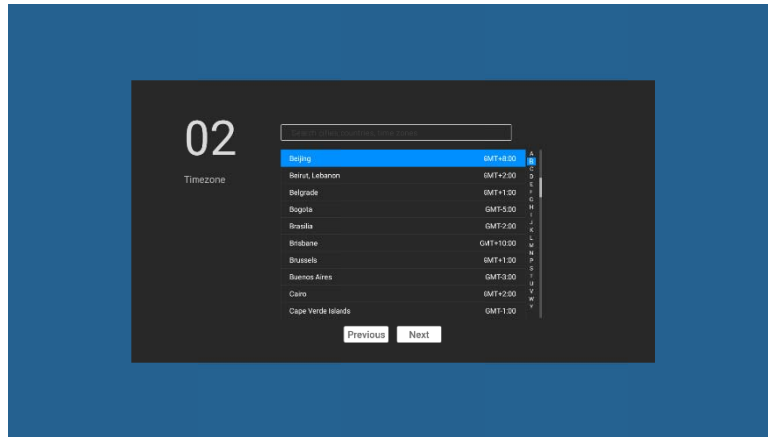 02
Timezone
Search cities, countries, time zones
Beijing GMT+8:00
Beirut, Lebanon GMT+2:00
Belgrade GMT+1:00
Bogota GMT-5:00
Brasilia GMT-2:00
Brisbane GMT+10:00
Brussels GMT+1:00
Buenos Aires GMT-3:00
Cairo GMT+2:00
Cape Verde Islands GMT-1:00
A
B
C
D
E
F
G
H
I
J
K
L
M
N
P
S
T
U
V
W
Y
Previous Next